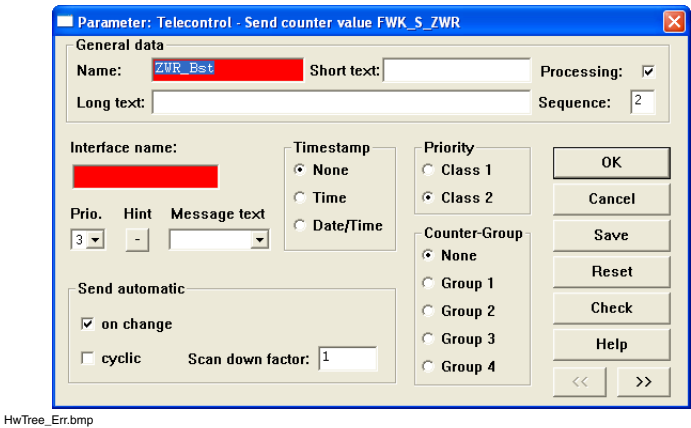 Parameter: Telecontrol - Send counter value FWK_S_ZWR
General data
Name: ZWR_Bst Short text: Processing:
Long text: Sequence: 2
Interface name:
Prio. Hint Message text
3 -
Timestamp
None
Time
Date/Time
Priority
Class 1
Class 2
Counter-Group
None
Group 1
Group 2
Group 3
Group 4
Send automatic
on change
cyclic Scan down factor: 1
OK
Cancel
Save
Reset
Check
Help
<< >>
HwTree_Err.bmp